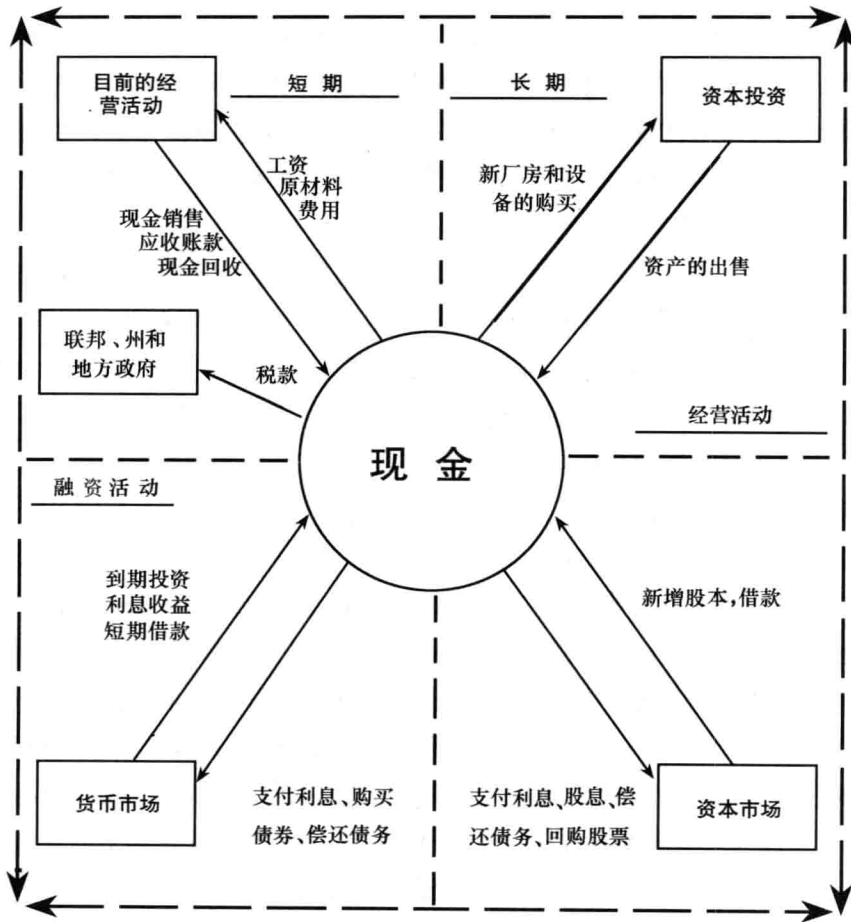 目前的经
营活动
短 期
长 期
资本投资
工资
原材料
费用
新厂房和设
备的购买
现金销售
应收账款
现金回收
资产的出售
联邦、州和
地方政府
税款
经营活动
现 金
融 资 活 动
到期投资
利息收益
短期借款
新增股本,借款
货币市场
支付利息、购买
债券、偿还债务
支付利息、股息、偿
还债务、回购股票
资本市场